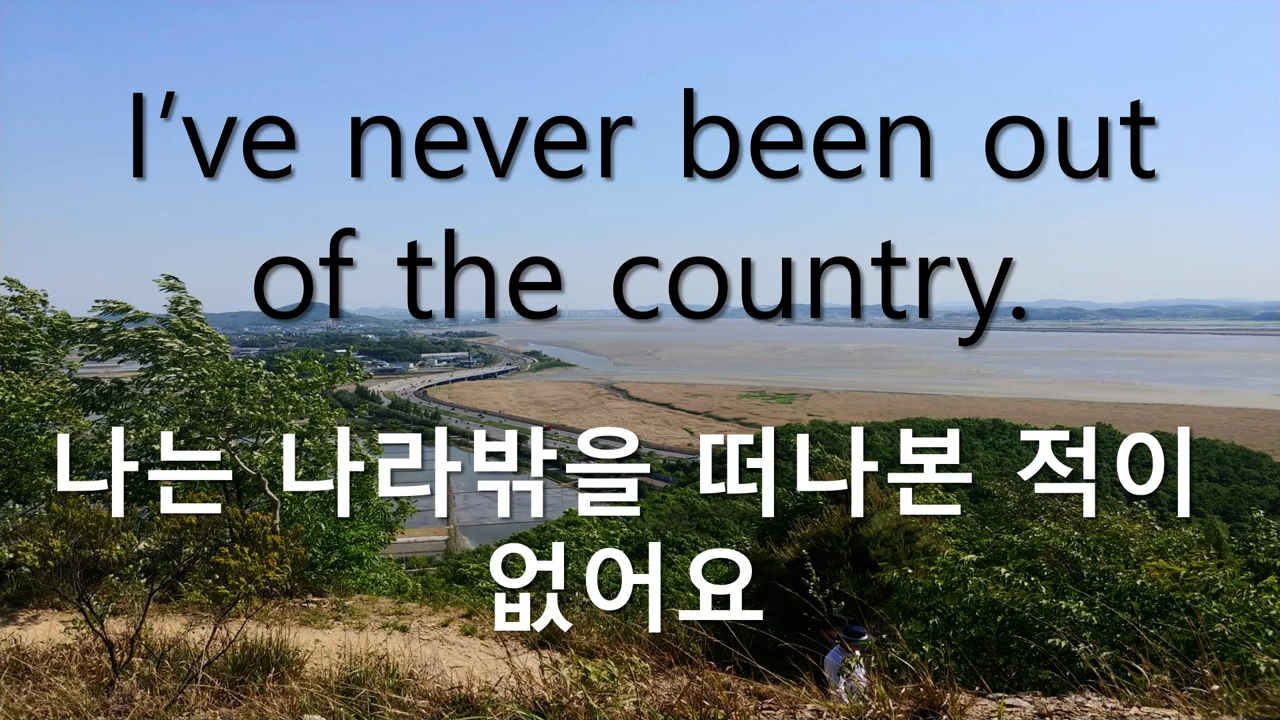 I've never been out
of the country.
나는 나라밖을 떠나본 적이
없어요